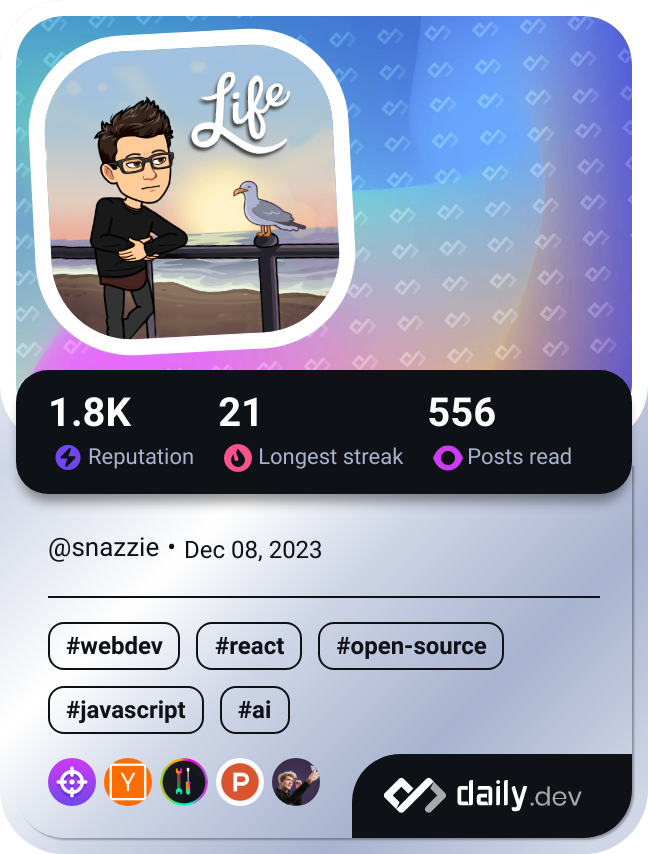 Life
1.8K 21 556
Reputation Longest streak Posts read
@snazzie • Dec 08, 2023
#webdev #react #open-source
#javascript #ai
Y P
daily.dev